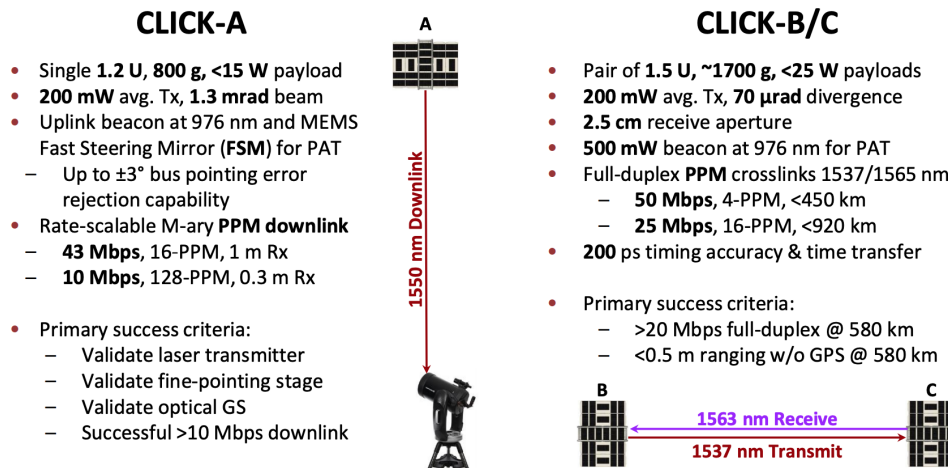 CLICK-A
• Single 1.2 U, 800 g, <15 W payload
• 200 mW avg. Tx, 1.3 mrad beam
• Uplink beacon at 976 nm and MEMS
Fast Steering Mirror (FSM) for PAT
– Up to ±3° bus pointing error
rejection capability
• Rate-scalable M-ary PPM downlink
– 43 Mbps, 16-PPM, 1 m Rx
– 10 Mbps, 128-PPM, 0.3 m Rx
• Primary success criteria:
– Validate laser transmitter
– Validate fine-pointing stage
– Validate optical GS
– Successful >10 Mbps downlink
A
1550 nm Downlink
CLICK-B/C
• Pair of 1.5 U, ~1700 g, <25 W payloads
• 200 mW avg. Tx, 70 μrad divergence
• 2.5 cm receive aperture
• 500 mW beacon at 976 nm for PAT
• Full-duplex PPM crosslinks 1537/1565 nm
– 50 Mbps, 4-PPM, <450 km
– 25 Mbps, 16-PPM, <920 km
• 200 ps timing accuracy & time transfer
• Primary success criteria:
– >20 Mbps full-duplex @ 580 km
– <0.5 m ranging w/o GPS @ 580 km
B
C
1563 nm Receive
1537 nm Transmit